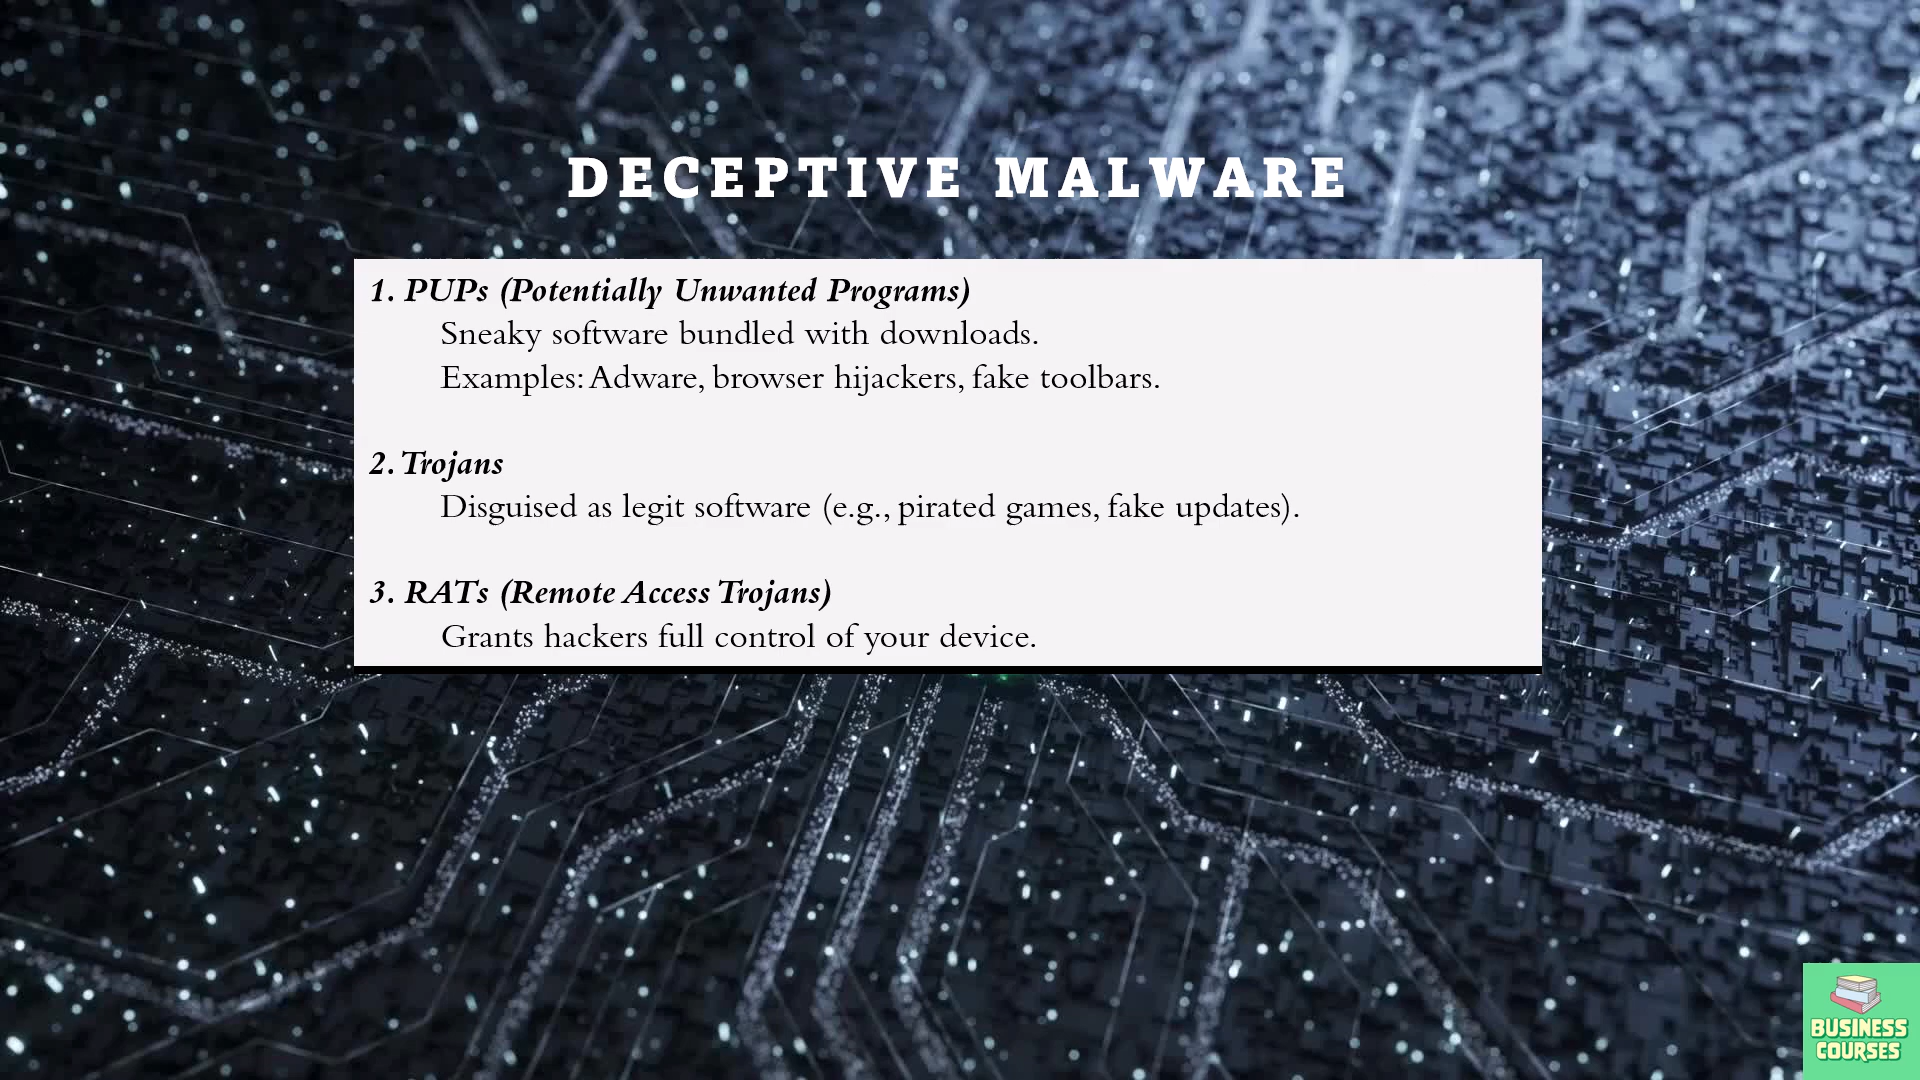 DECEPTIVE MALWARE
1. PUPs (Potentially Unwanted Programs)
Sneaky software bundled with downloads.
Examples: Adware, browser hijackers, fake toolbars.
2. Trojans
Disguised as legit software (e.g., pirated games, fake updates).
3. RATs (Remote Access Trojans)
Grants hackers full control of your device.
BUSINESS
COURSES